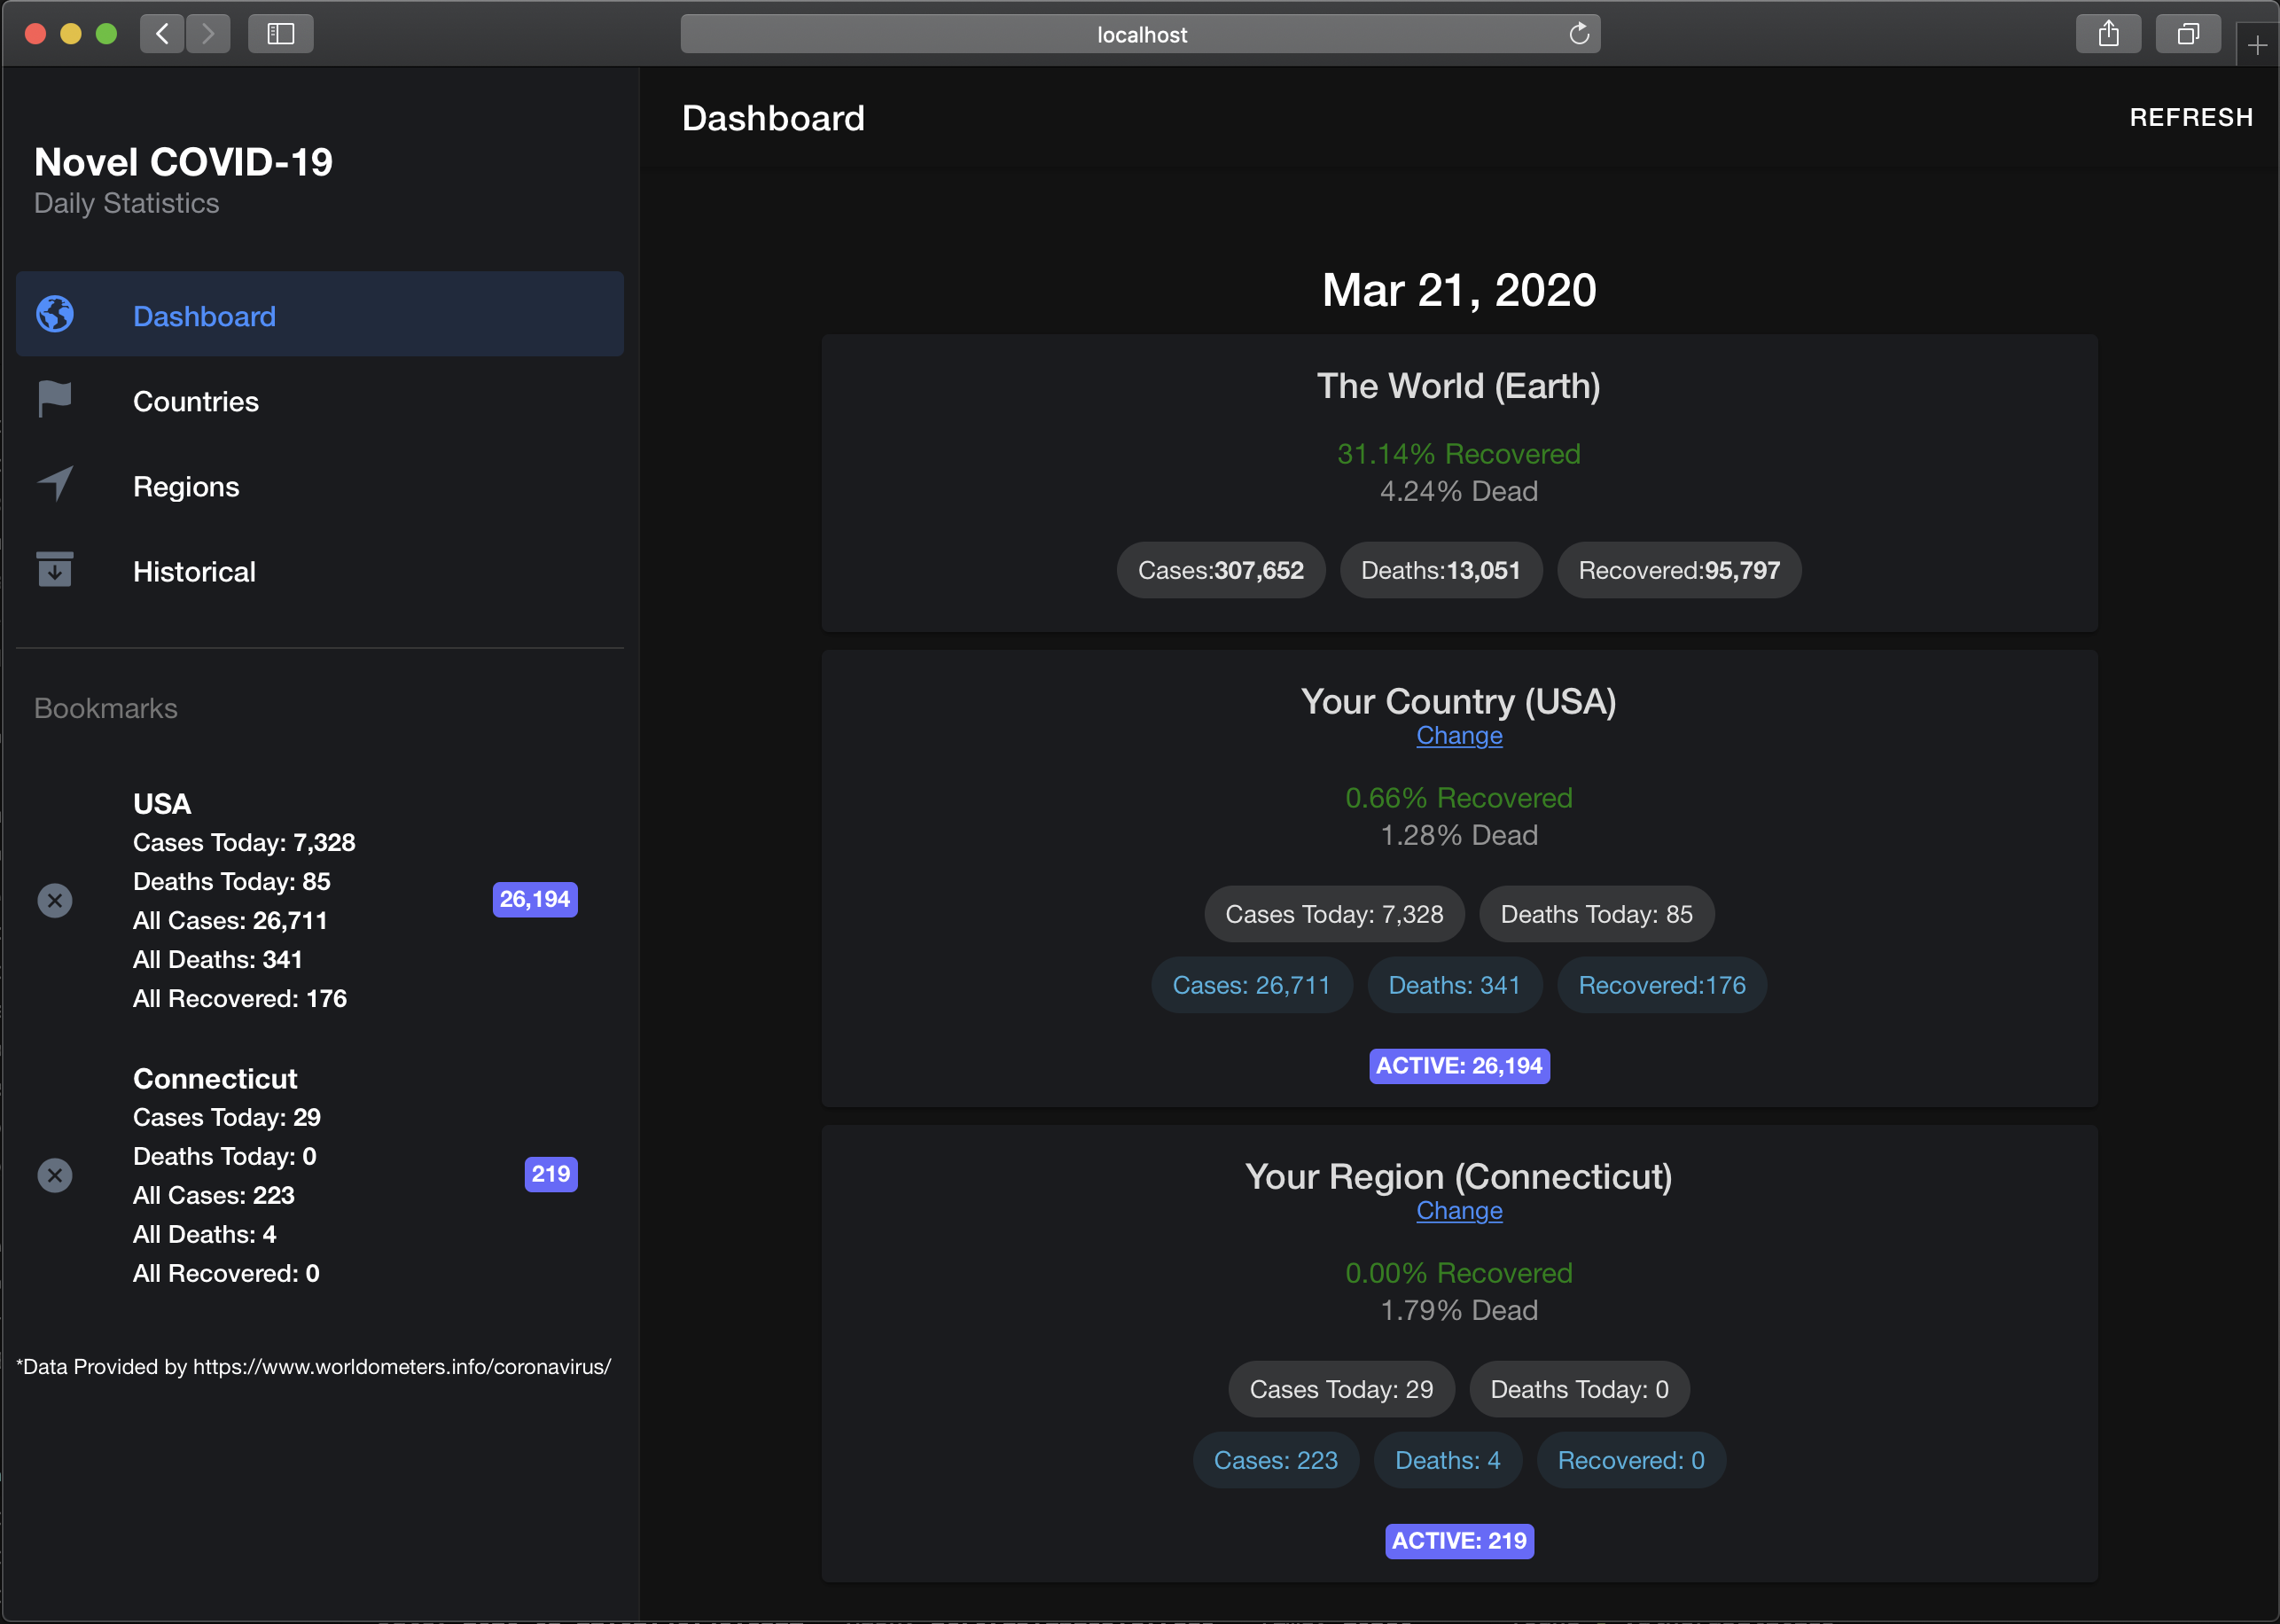 localhost
Novel COVID-19
Daily Statistics
Dashboard
Countries
Regions
Historical
Bookmarks
USA
Cases Today: 7,328
Deaths Today: 85
All Cases: 26,711
All Deaths: 341
All Recovered: 176
26,194
Connecticut
Cases Today: 29
Deaths Today: 0
All Cases: 223
All Deaths: 4
All Recovered: 0
219
*Data Provided by https://www.worldometers.info/coronavirus/
Dashboard
REFRESH
Mar 21, 2020
The World (Earth)
31.14% Recovered
4.24% Dead
Cases:307,652 Deaths:13,051 Recovered:95,797
Your Country (USA)
Change
0.66% Recovered
1.28% Dead
Cases Today: 7,328 Deaths Today: 85
Cases: 26,711 Deaths: 341 Recovered:176
ACTIVE: 26,194
Your Region (Connecticut)
Change
0.00% Recovered
1.79% Dead
Cases Today: 29 Deaths Today: 0
Cases: 223 Deaths: 4 Recovered: 0
ACTIVE: 219